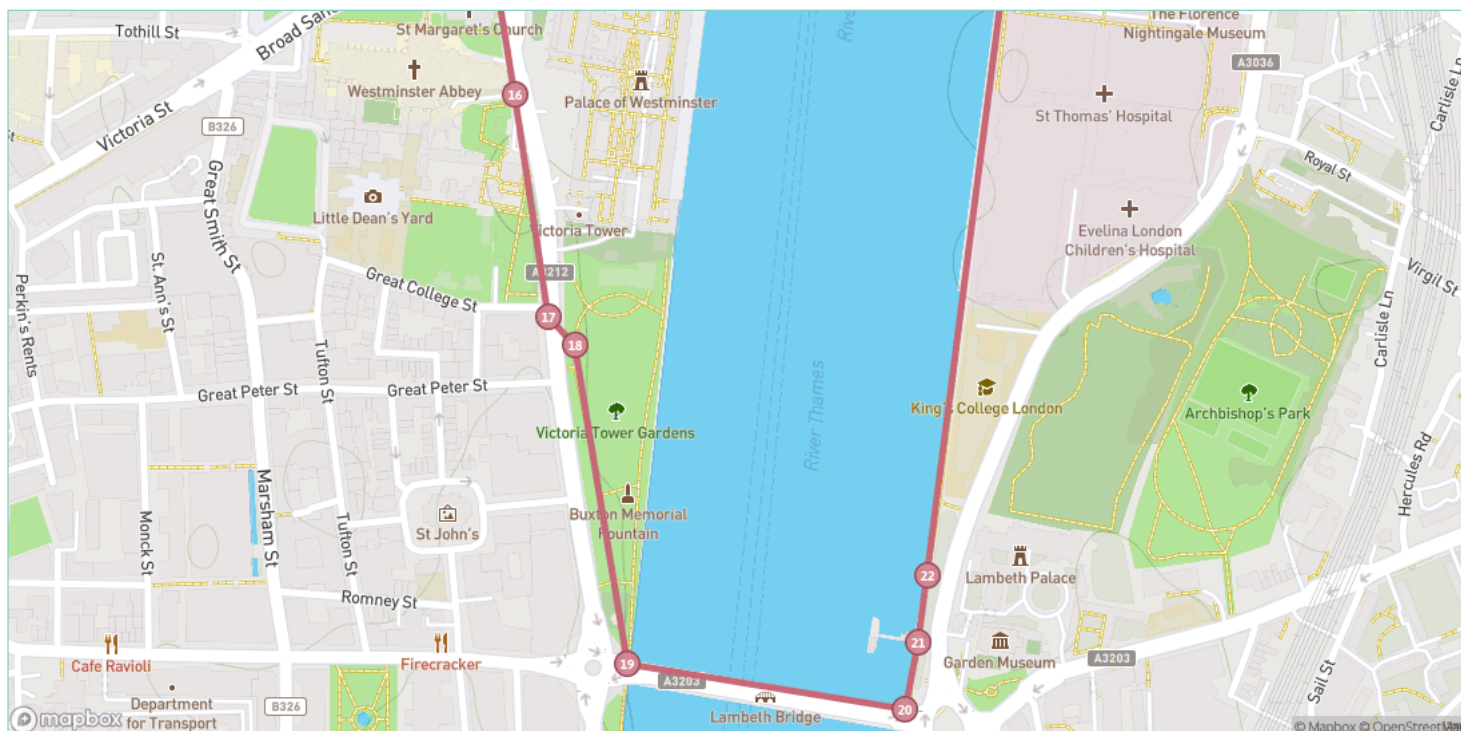 Tothill St
Broad San
St Margaret's Church
River
The Florence
Nightingale Museum
A3036
Carlisle Ln
Westminster Abbey
16
Palace of Westminster
St Thomas' Hospital
Victoria St
B326
St
Great Smith St
Royal St
Little Dean's Yard
Victoria Tower
Evelina London
Children's Hospital
Virgil St
St. Ann's St
Great College St
A3212
Perkin's Rents
17
18
Tufton St
Carlisle Ln
Great Peter St
Great Peter St
River Thames
King's College London
Archbishop's Park
Victoria Tower Gardens
Hercules Rd
Marsham St
Buxton Memorial
Fountain
Monck St
Tufton St
St John's
22
Lambeth Palace
Romney St
21
Garden Museum
Cafe Ravioli
Firecracker
19
A3203
A3203
Sail St
Department
for Transport
B326
20
Lambeth Bridge
mapbox
© Mapbox © OpenStreetMap